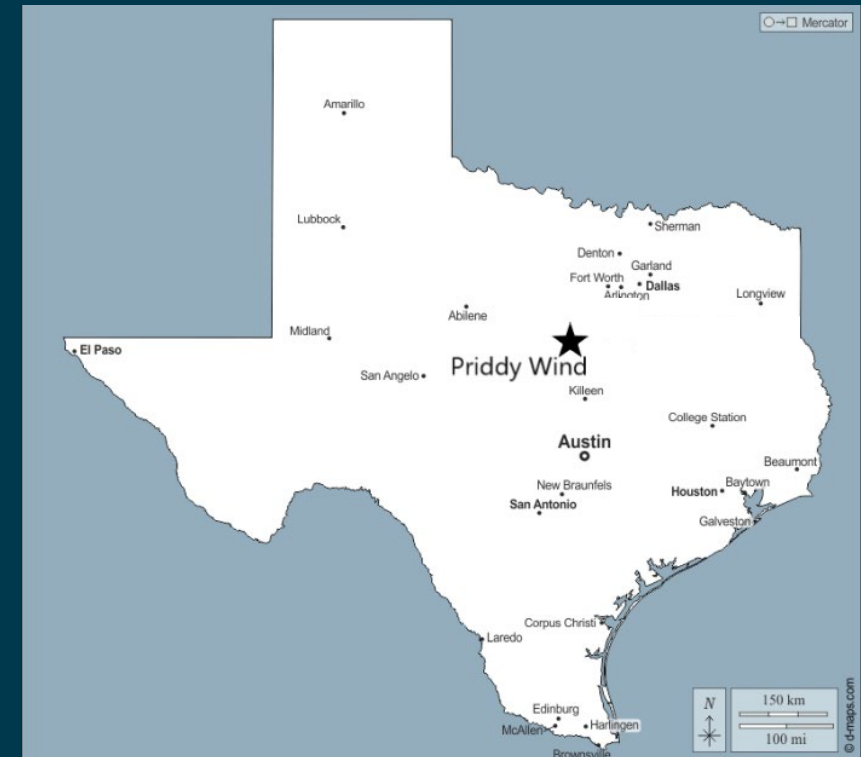 Mercator
Amarillo
Lubbock
Sherman
Denton
Garland
Fort Worth
Dallas
Arlington
Longview
Abilene
Midland
El Paso
San Angelo
Priddy Wind
Killeen
College Station
Austin
Beaumont
New Braunfels
Baytown
Houston
San Antonio
Galveston
Corpus Christi
Laredo
Edinburg
McAllen
Harlingen
Brownsville
N
150 km
100 mi
© d-maps.com